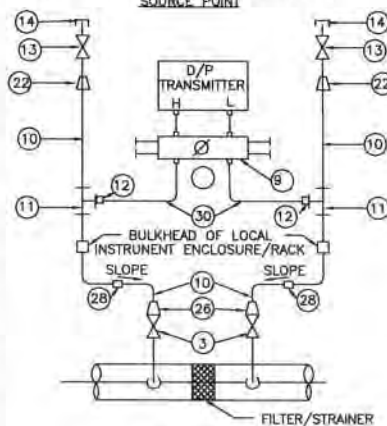 SOURCE POINT
14
14
13
13
D/P
TRANSMITTER
22
22
H
L
10
10
9
12
12
11
30
11
BULKHEAD OF LOCAL
INSTRUNENT ENCLOSURE/RACK
SLOPE
10
SLOPE
28
26
28
3
FILTER/STRAINER